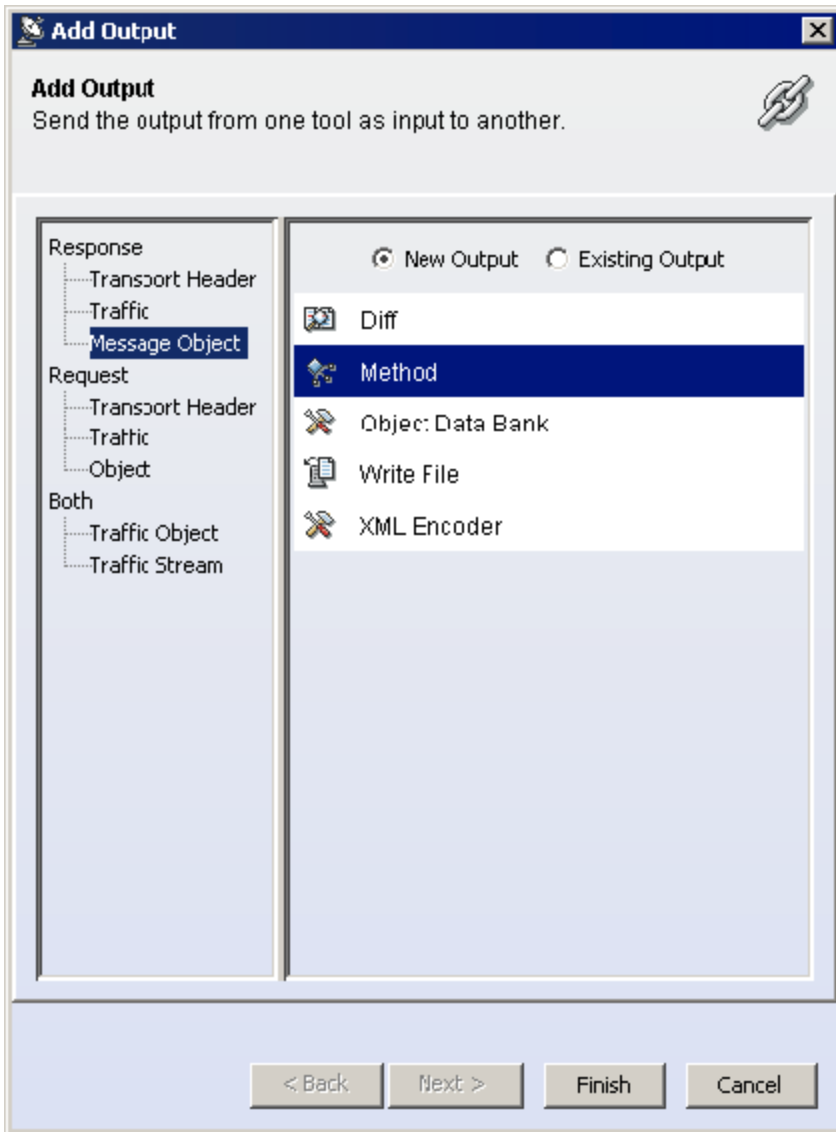 Add Output
Add Output
Send the output from one tool as input to another.
Response
Transport Header
Traffic
Message Object
Request
Transport Header
Traffic
Object
Both
Traffic Object
Traffic Stream
New Output
Existing Output
Diff
Method
Object Data Bank
Write File
XML Encoder
< Back
Next >
Finish
Cancel